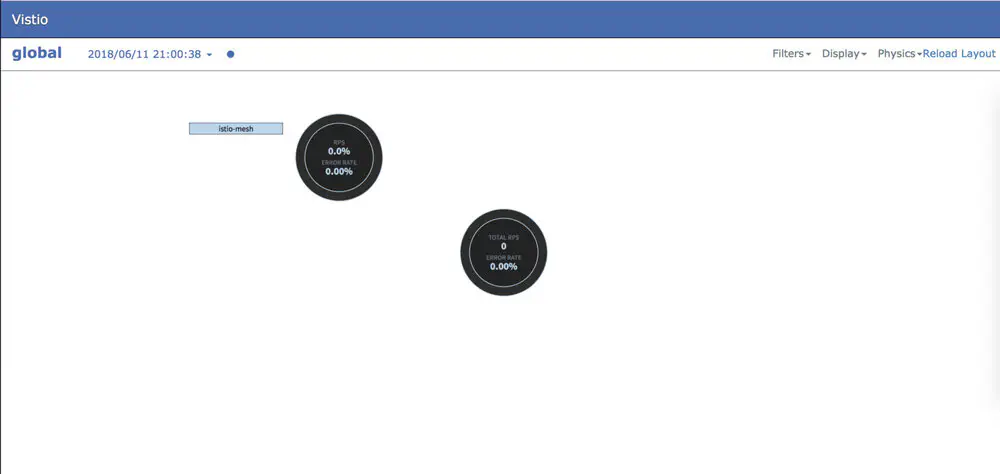 Vistio
global 2018/06/11 21:00:38 Filters Display Physics Reload Layout
istio-mesh
RPS
0.0%
ERROR RATE
0.00%
TOTAL RPS
0
ERROR RATE
0.00%